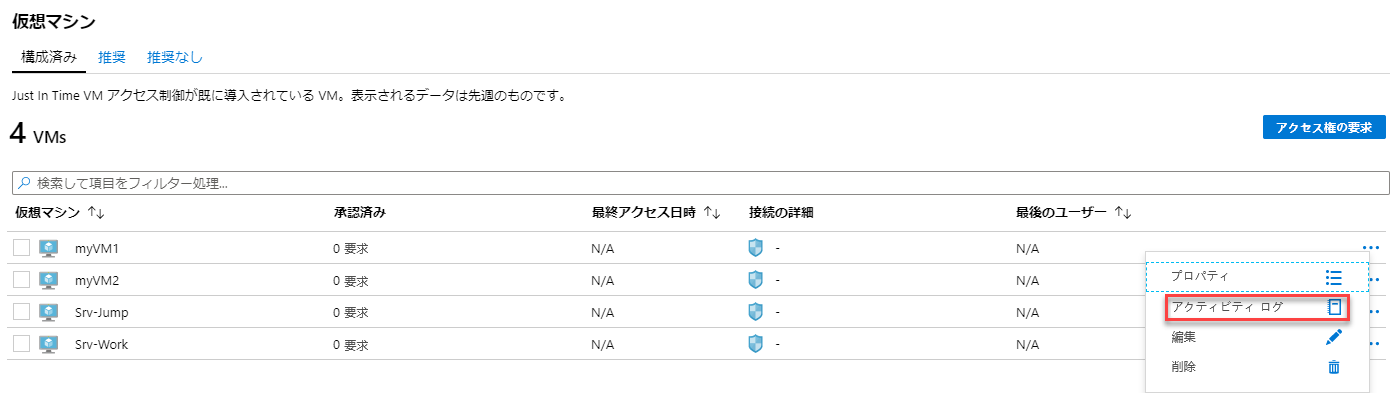 仮想マシン
構成済み 推奨 推奨なし
Just In Time VM アクセス制御が既に導入されている VM。表示されるデータは先週のものです。
4 VMs
アクセス権の要求
検索して項目をフィルター処理...
仮想マシン ↑↓ 承認済み 最終アクセス日時 ↑↓ 接続の詳細 最後のユーザー ↑↓
myVM1 0 要求 N/A - N/A ...
myVM2 0 要求 N/A - N/A
Srv-Jump 0 要求 N/A - N/A
Srv-Work 0 要求 N/A - N/A
プロパティ
アクティビティ ログ
編集
削除